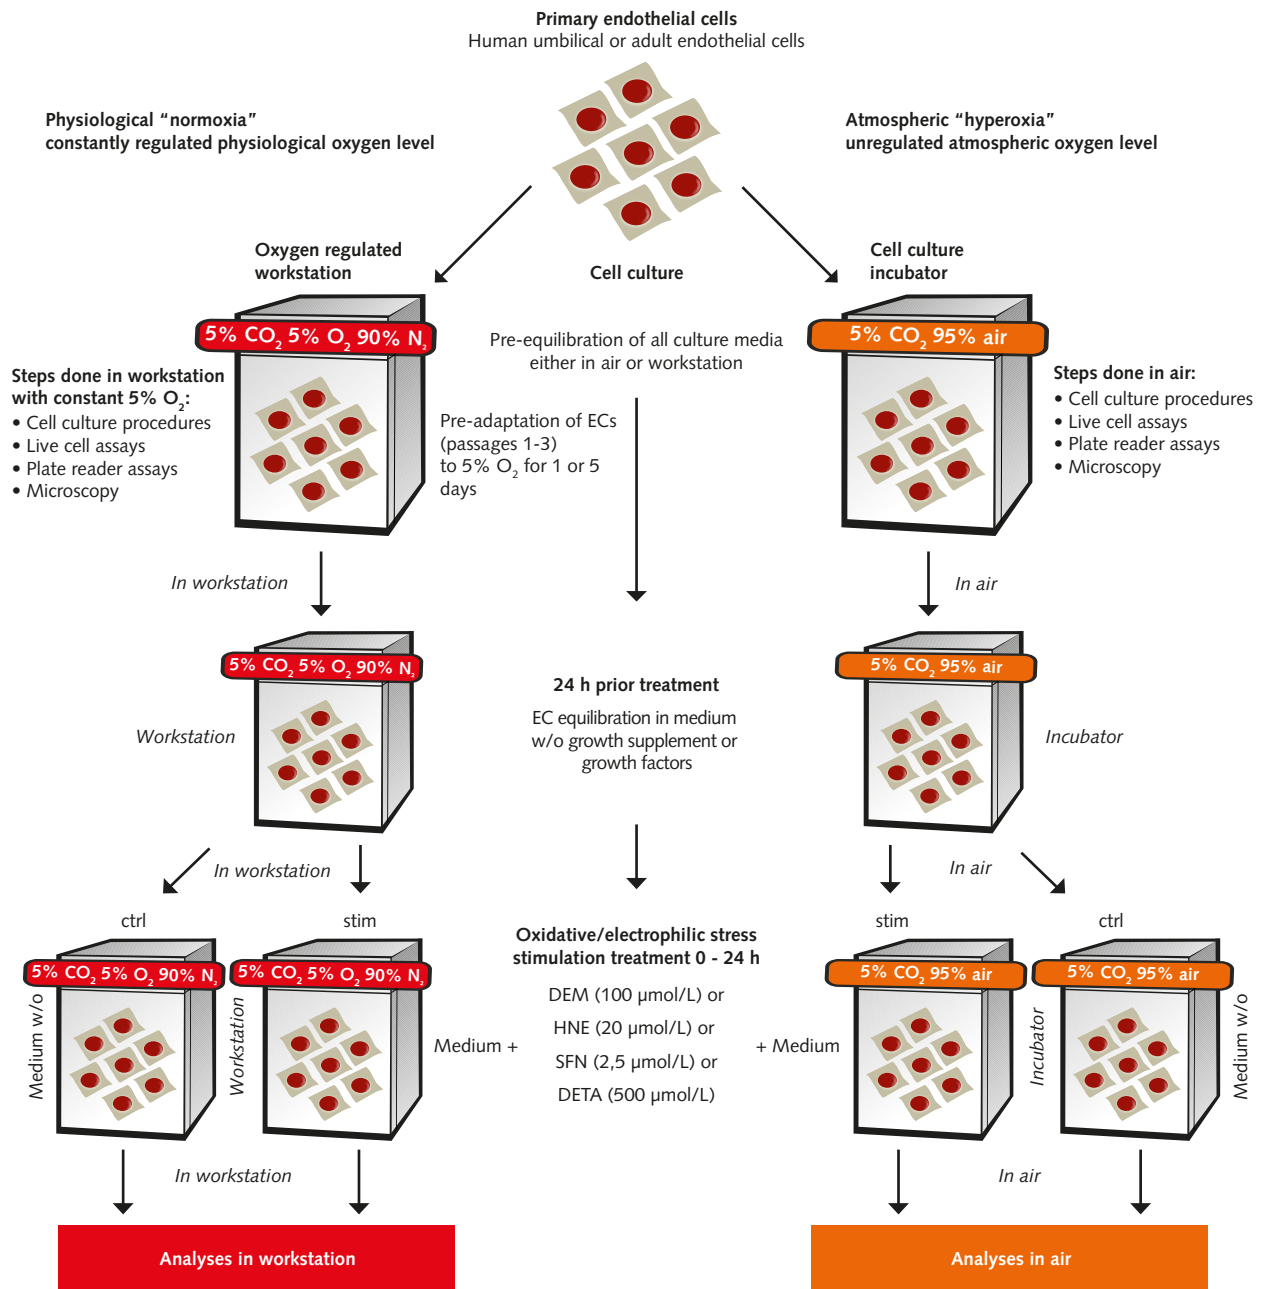 Primary endothelial cells
Human umbilical or adult endothelial cells
Physiological “normoxia”
constantly regulated physiological oxygen level
Atmospheric “hyperoxia”
unregulated atmospheric oxygen level
Oxygen regulated
workstation
Cell culture
Cell culture
incubator
5% CO₂ 5% O₂ 90% N₂
5% CO₂ 95% air
Pre-equilibration of all culture media
either in air or workstation
Steps done in workstation
with constant 5% O₂:
• Cell culture procedures
• Live cell assays
• Plate reader assays
• Microscopy
Pre-adaptation of ECs
(passages 1-3)
to 5% O₂ for 1 or 5
days
Steps done in air:
• Cell culture procedures
• Live cell assays
• Plate reader assays
• Microscopy
In workstation
In air
5% CO₂ 5% O₂ 90% N₂
5% CO₂ 95% air
Workstation
24 h prior treatment
EC equilibration in medium
w/o growth supplement or
growth factors
Incubator
In workstation
In air
ctrl
stim
stim
ctrl
5% CO₂ 5% O₂ 90% N₂
5% CO₂ 5% O₂ 90% N₂
5% CO₂ 95% air
5% CO₂ 95% air
Medium w/o
Workstation
Medium +
Oxidative/electrophilic stress
stimulation treatment 0 - 24 h
DEM (100 µmol/L) or
HNE (20 µmol/L) or
SFN (2,5 µmol/L) or
DETA (500 µmol/L)
+ Medium
Incubator
Medium w/o
In workstation
In air
Analyses in workstation
Analyses in air